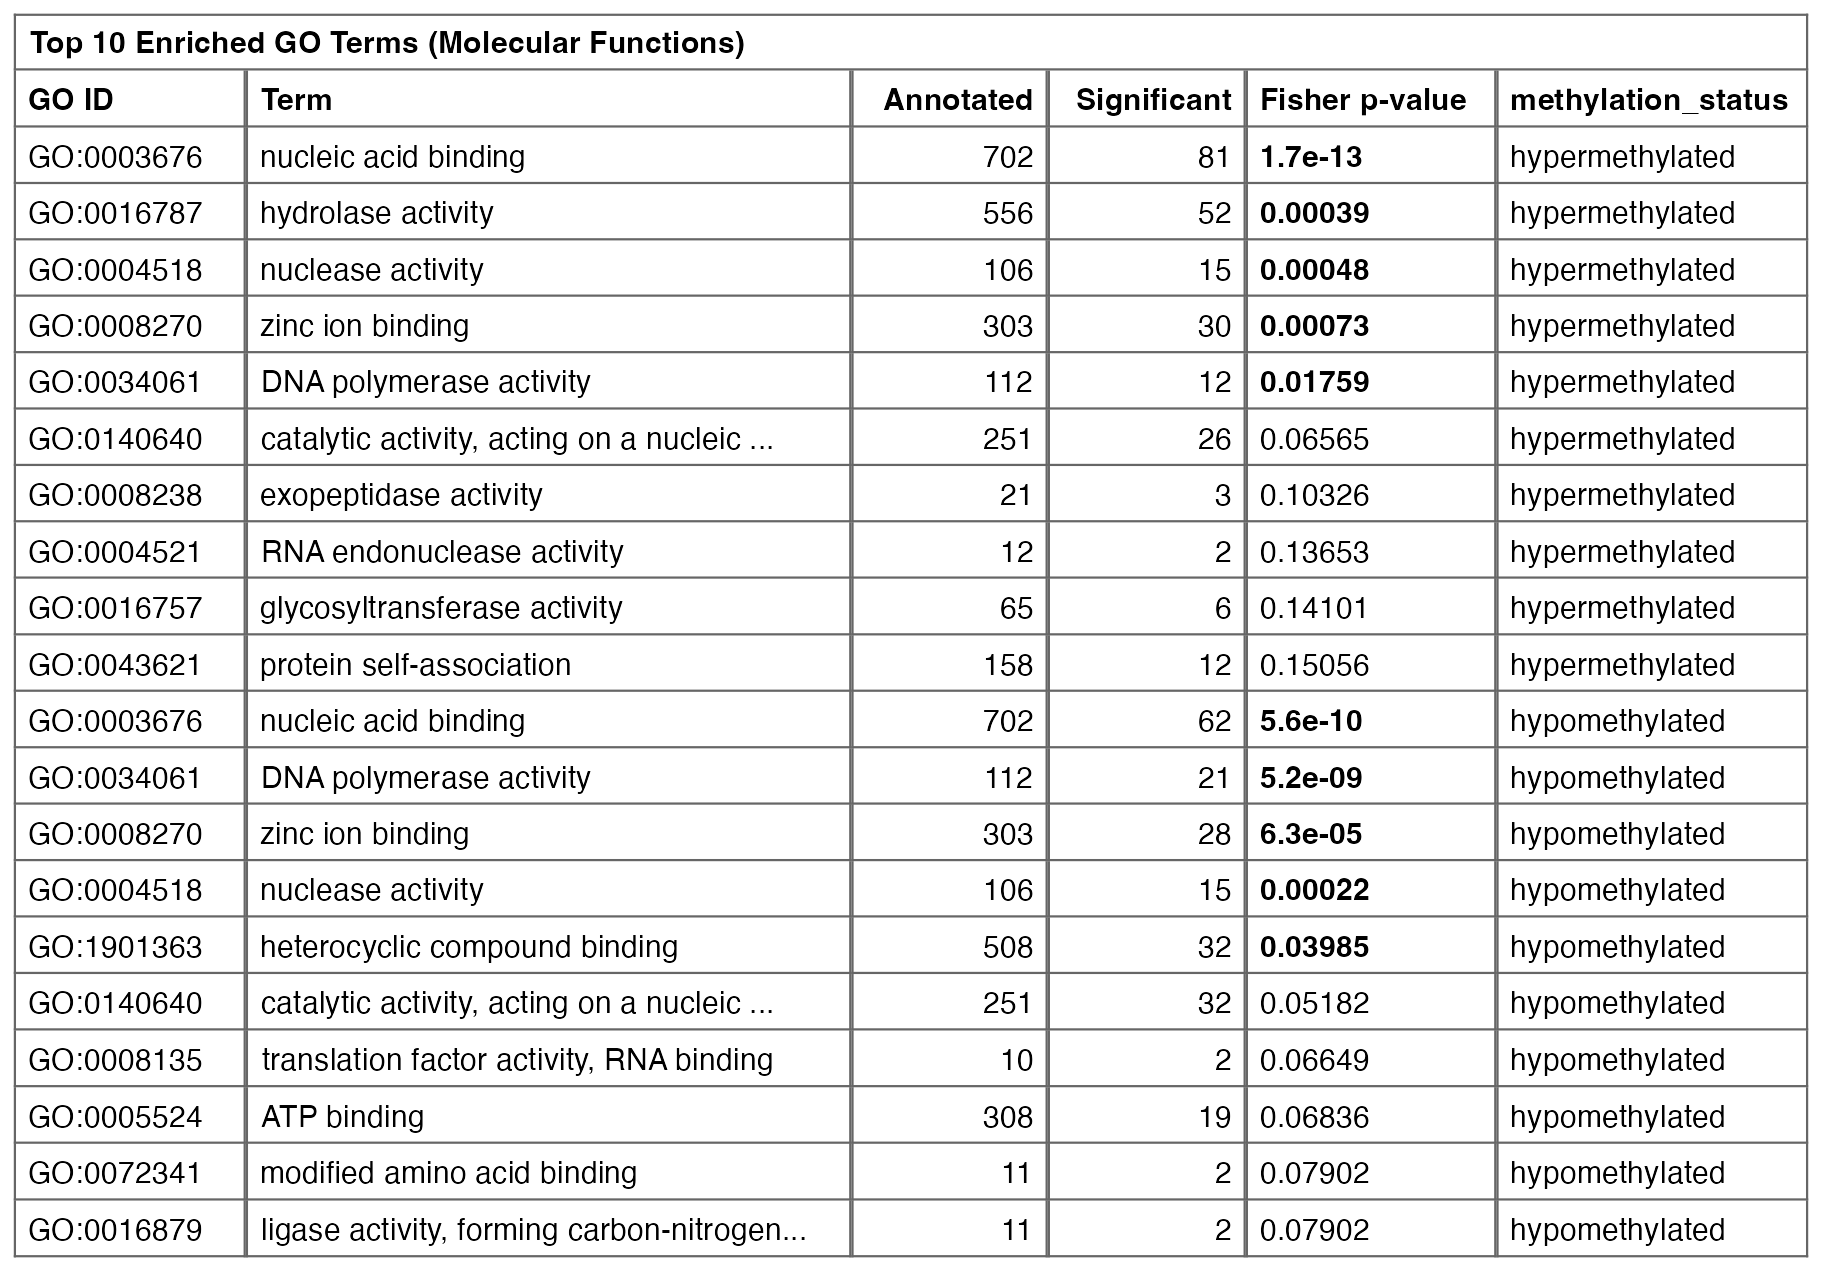 Top 10 Enriched GO Terms (Molecular Functions)
GO ID Term Annotated Significant Fisher p-value methylation_status
GO:0003676 nucleic acid binding 702 81 1.7e-13 hypermethylated
GO:0016787 hydrolase activity 556 52 0.00039 hypermethylated
GO:0004518 nuclease activity 106 15 0.00048 hypermethylated
GO:0008270 zinc ion binding 303 30 0.00073 hypermethylated
GO:0034061 DNA polymerase activity 112 12 0.01759 hypermethylated
GO:0140640 catalytic activity, acting on a nucleic ... 251 26 0.06565 hypermethylated
GO:0008238 exopeptidase activity 21 3 0.10326 hypermethylated
GO:0004521 RNA endonuclease activity 12 2 0.13653 hypermethylated
GO:0016757 glycosyltransferase activity 65 6 0.14101 hypermethylated
GO:0043621 protein self-association 158 12 0.15056 hypermethylated
GO:0003676 nucleic acid binding 702 62 5.6e-10 hypomethylated
GO:0034061 DNA polymerase activity 112 21 5.2e-09 hypomethylated
GO:0008270 zinc ion binding 303 28 6.3e-05 hypomethylated
GO:0004518 nuclease activity 106 15 0.00022 hypomethylated
GO:1901363 heterocyclic compound binding 508 32 0.03985 hypomethylated
GO:0140640 catalytic activity, acting on a nucleic ... 251 32 0.05182 hypomethylated
GO:0008135 translation factor activity, RNA binding 10 2 0.06649 hypomethylated
GO:0005524 ATP binding 308 19 0.06836 hypomethylated
GO:0072341 modified amino acid binding 11 2 0.07902 hypomethylated
GO:0016879 ligase activity, forming carbon-nitrogen... 11 2 0.07902 hypomethylated